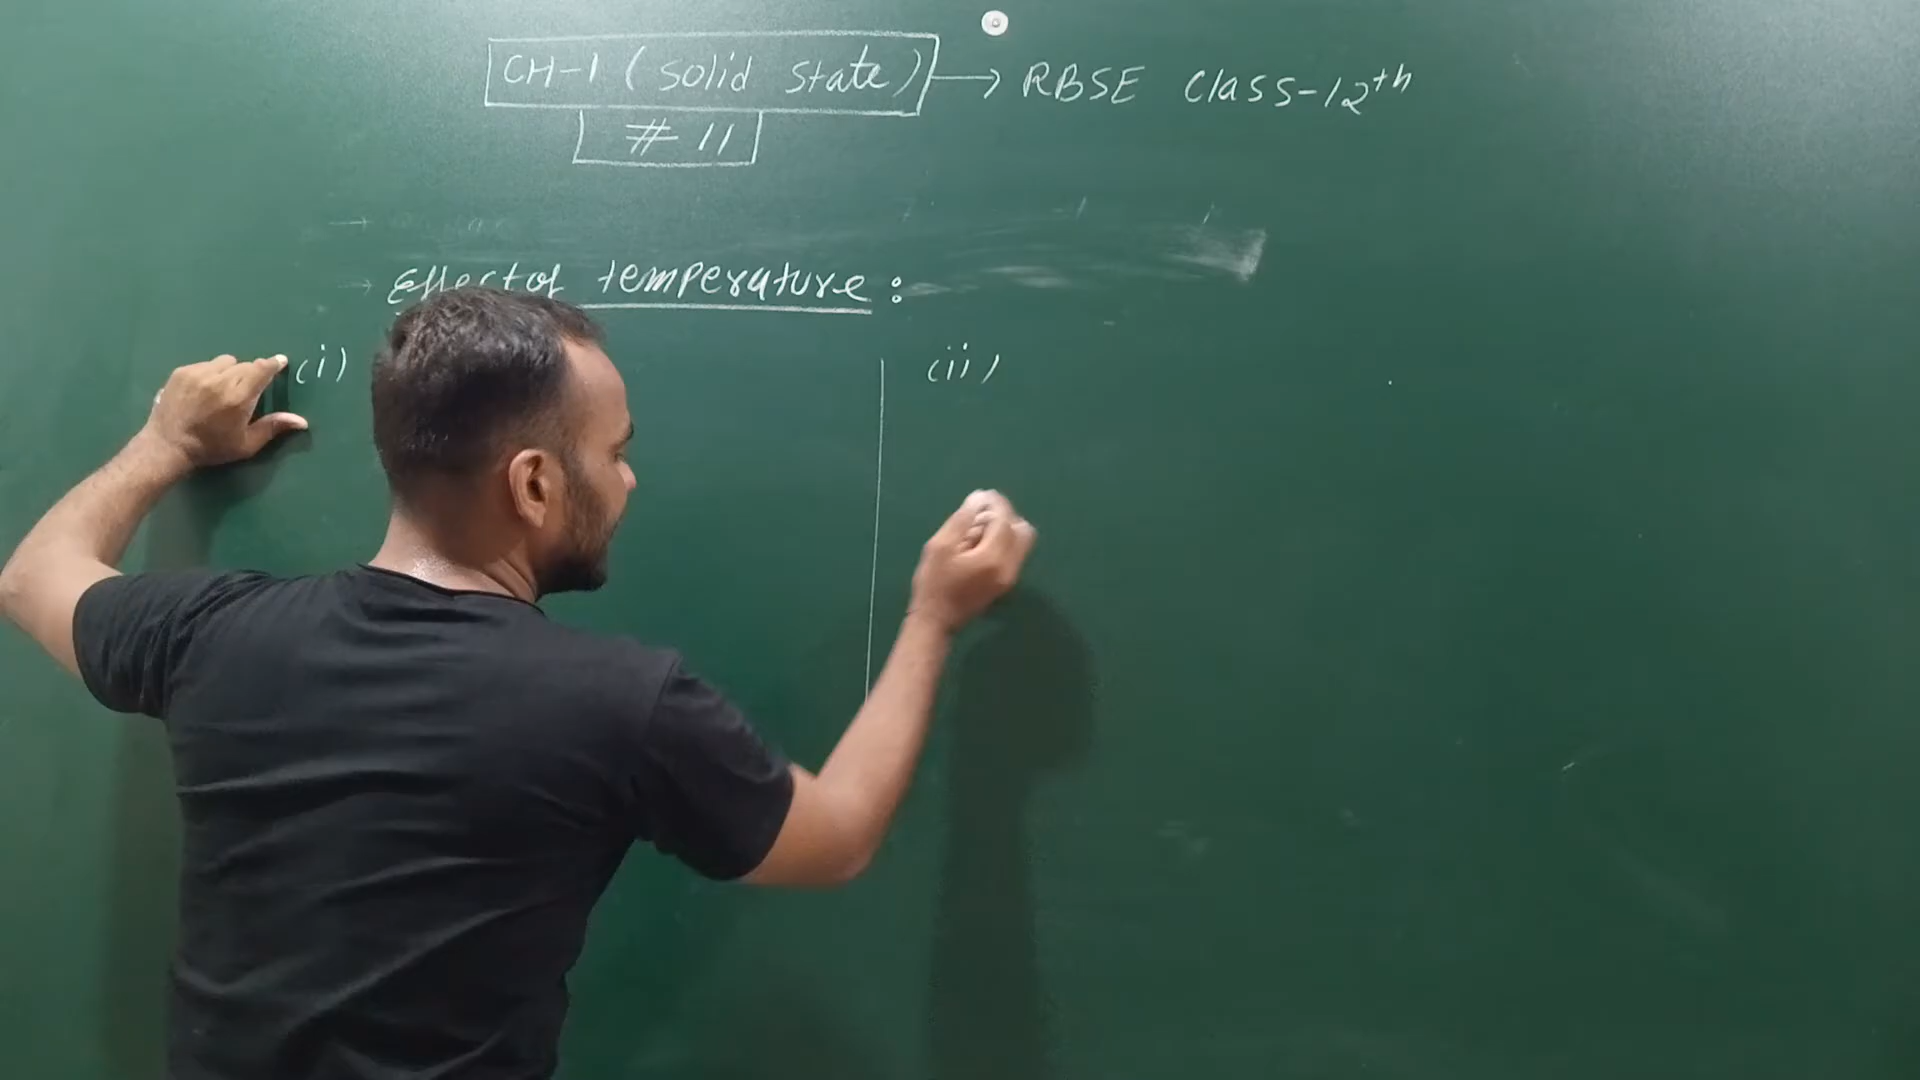 CH-1 (solid state) → RBSE Class-12th
# 11
→ Effect of temperature :
(i) (ii)